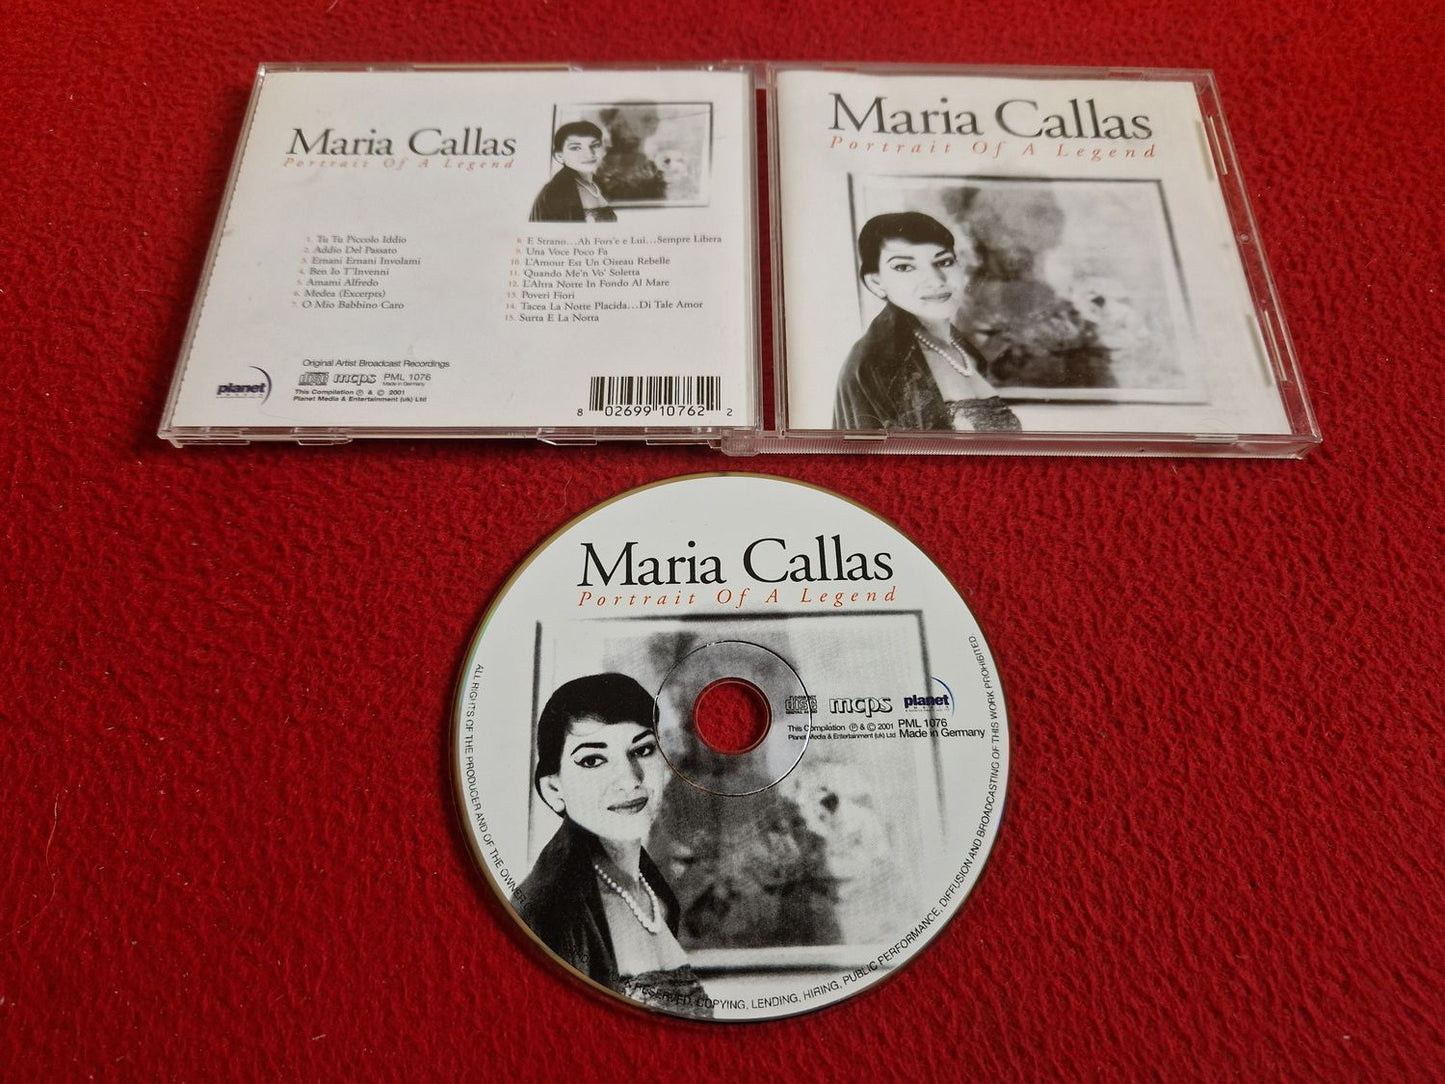 Maria Callas
Portrait Of A Legend
1. Tu Tu Piccolo Iddio
2. Addio Del Passato
3. Ernani Ernani Involami
4. Ben Io T'Invenni
5. Amami Alfredo
6. Medea (Excerpts)
7. O Mio Babbino Caro
8. E Strano...Ah Fors'e e Lui...Sempre Libera
9. Una Voce Poco Fa
10. L'Amour Est Un Oiseau Rebelle
11. Quando Me'n Vo' Soletta
12. L'Altra Notte In Fondo Al Mare
13. Poveri Fiori
14. Tacea La Notte Placida...Di Tale Amor
15. Surta E La Notta
Original Artist Broadcast Recordings
planet
disc mcps PML 1076
Made in Germany
This Compilation ℗ & © 2001
Planet Media & Entertainment (uk) Ltd
8 02699 10762 2
Maria Callas
Portrait Of A Legend
Maria Callas
Portrait Of A Legend
disc mcps planet
This Compilation ℗ & © 2001 PML 1076
Planet Media & Entertainment (uk) Ltd Made in Germany
ALL RIGHTS OF THE PRODUCER AND OF THE OWNER RESERVED. COPYING, LENDING, HIRING, PUBLIC PERFORMANCE, DIFFUSION AND BROADCASTING OF THIS WORK PROHIBITED